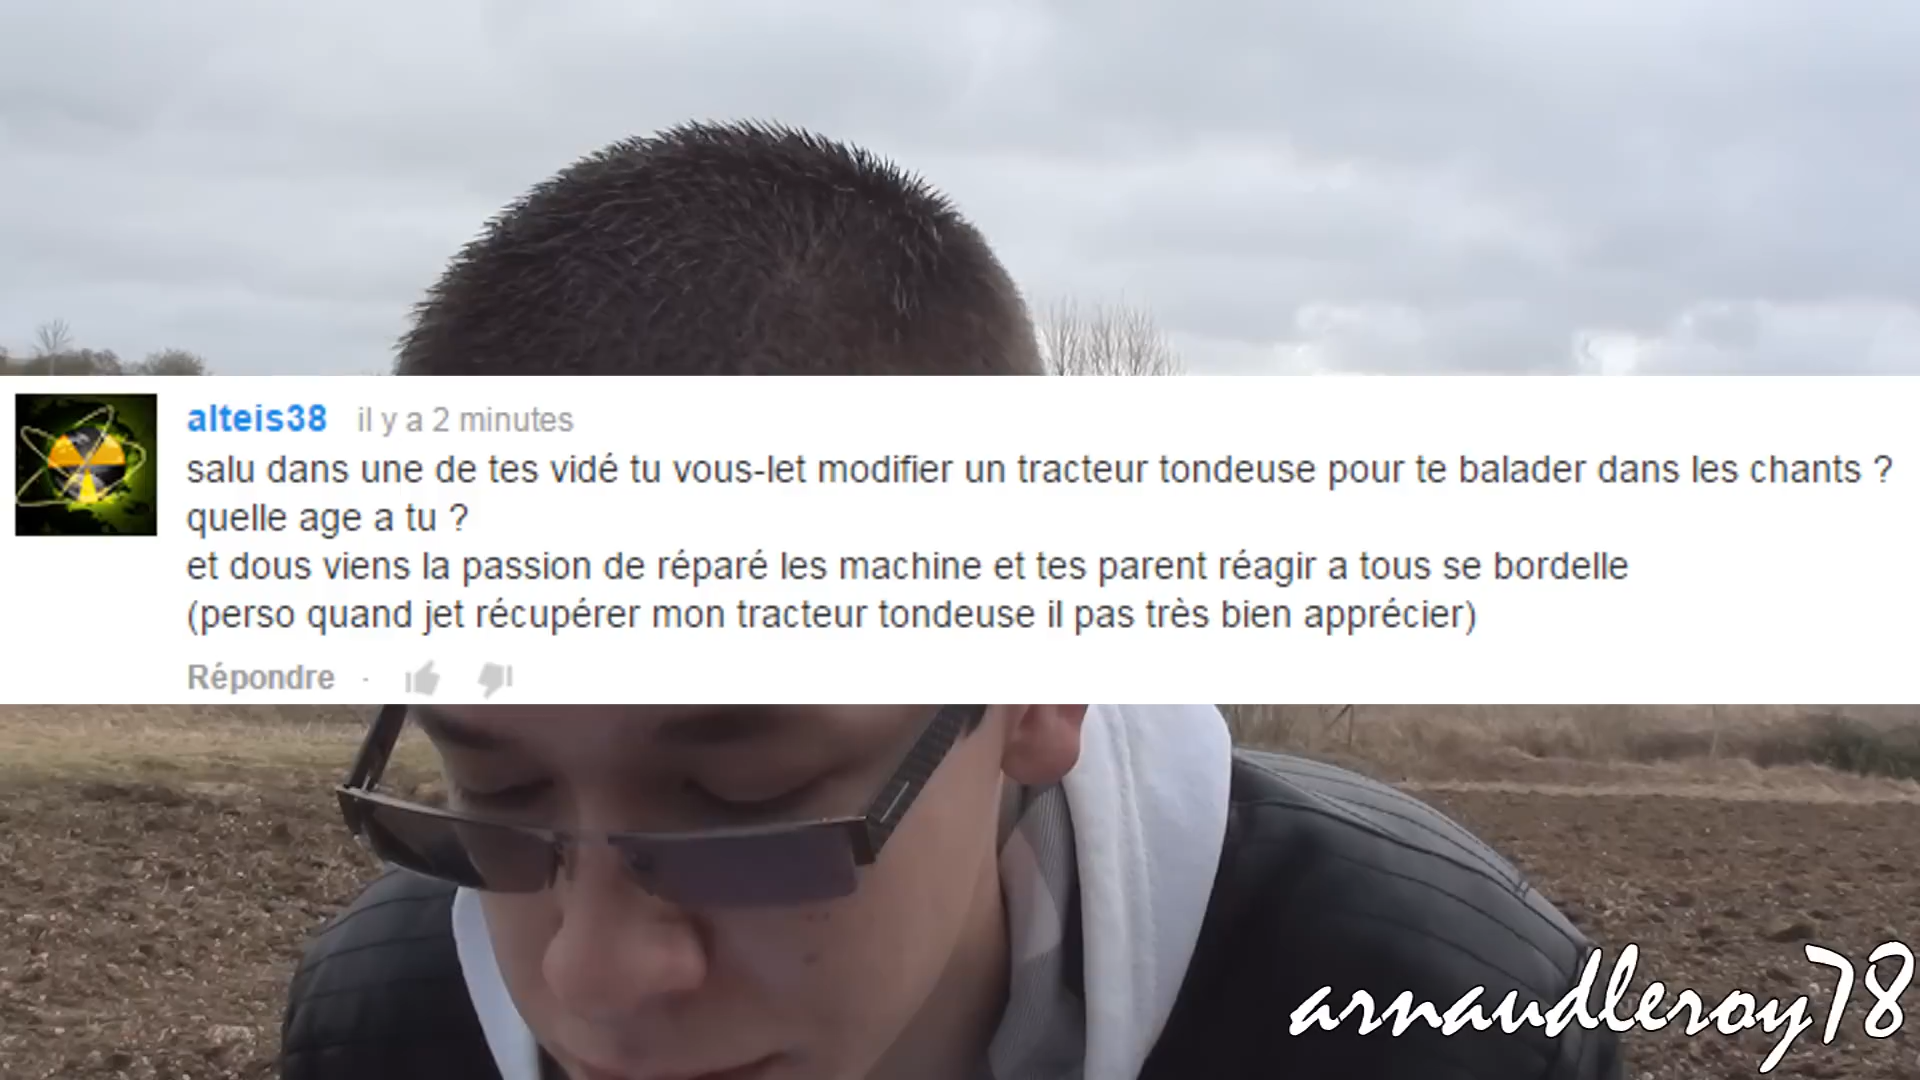 alteis38 il y a 2 minutes
salu dans une de tes vidé tu vous-let modifier un tracteur tondeuse pour te balader dans les chants ?
quelle age a tu ?
et dous viens la passion de réparé les machine et tes parent réagir a tous se bordelle
(perso quand jet récupérer mon tracteur tondeuse il pas très bien apprécier)
Répondre ·
arnaudleroy78